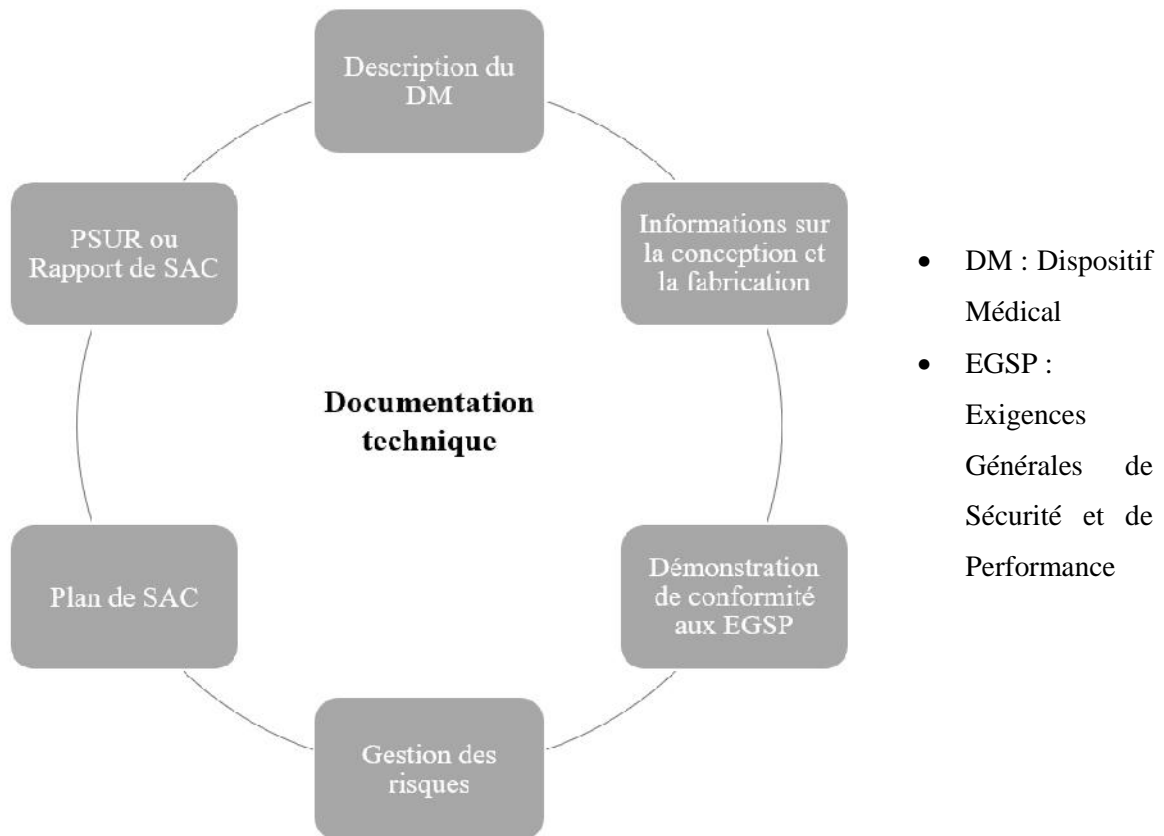 Description du
DM
Informations sur
la conception et
la fabrication
Démonstration
de conformité
aux EGSP
Gestion des
risques
Plan de SAC
PSUR ou
Rapport de SAC
Documentation
technique
• DM : Dispositif
Médical
• EGSP :
Exigences
Générales de
Sécurité et de
Performance